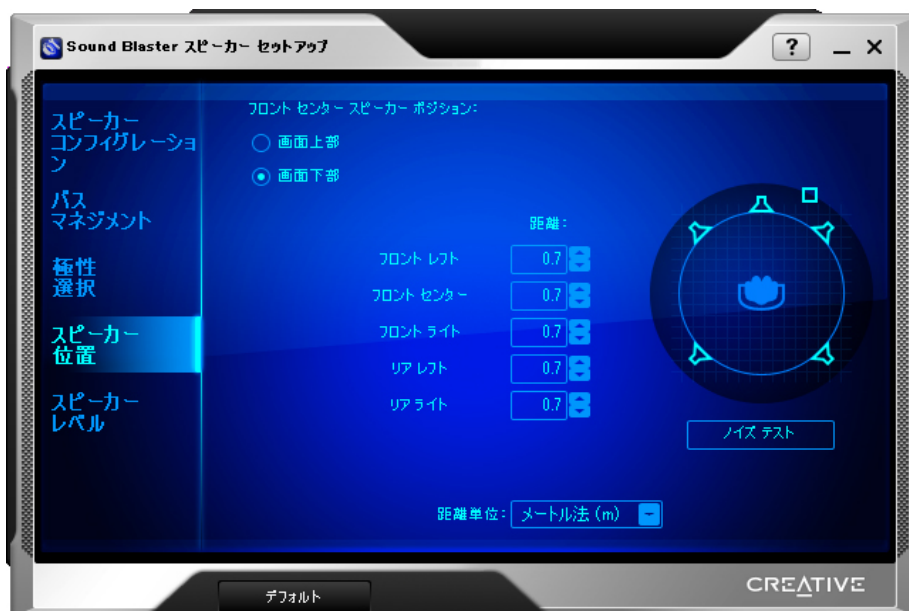 Sound Blaster スピーカー セットアップ
?
スピーカー
コンフィグレーショ
ン
バス
マネジメント
極性
選択
スピーカー
位置
スピーカー
レベル
フロント センター スピーカー ポジション:
画面上部
画面下部
距離:
フロント レフト 0.7
フロント センター 0.7
フロント ライト 0.7
リア レフト 0.7
リア ライト 0.7
ノイズ テスト
距離単位: メートル法 (m)
デフォルト
CREATIVE